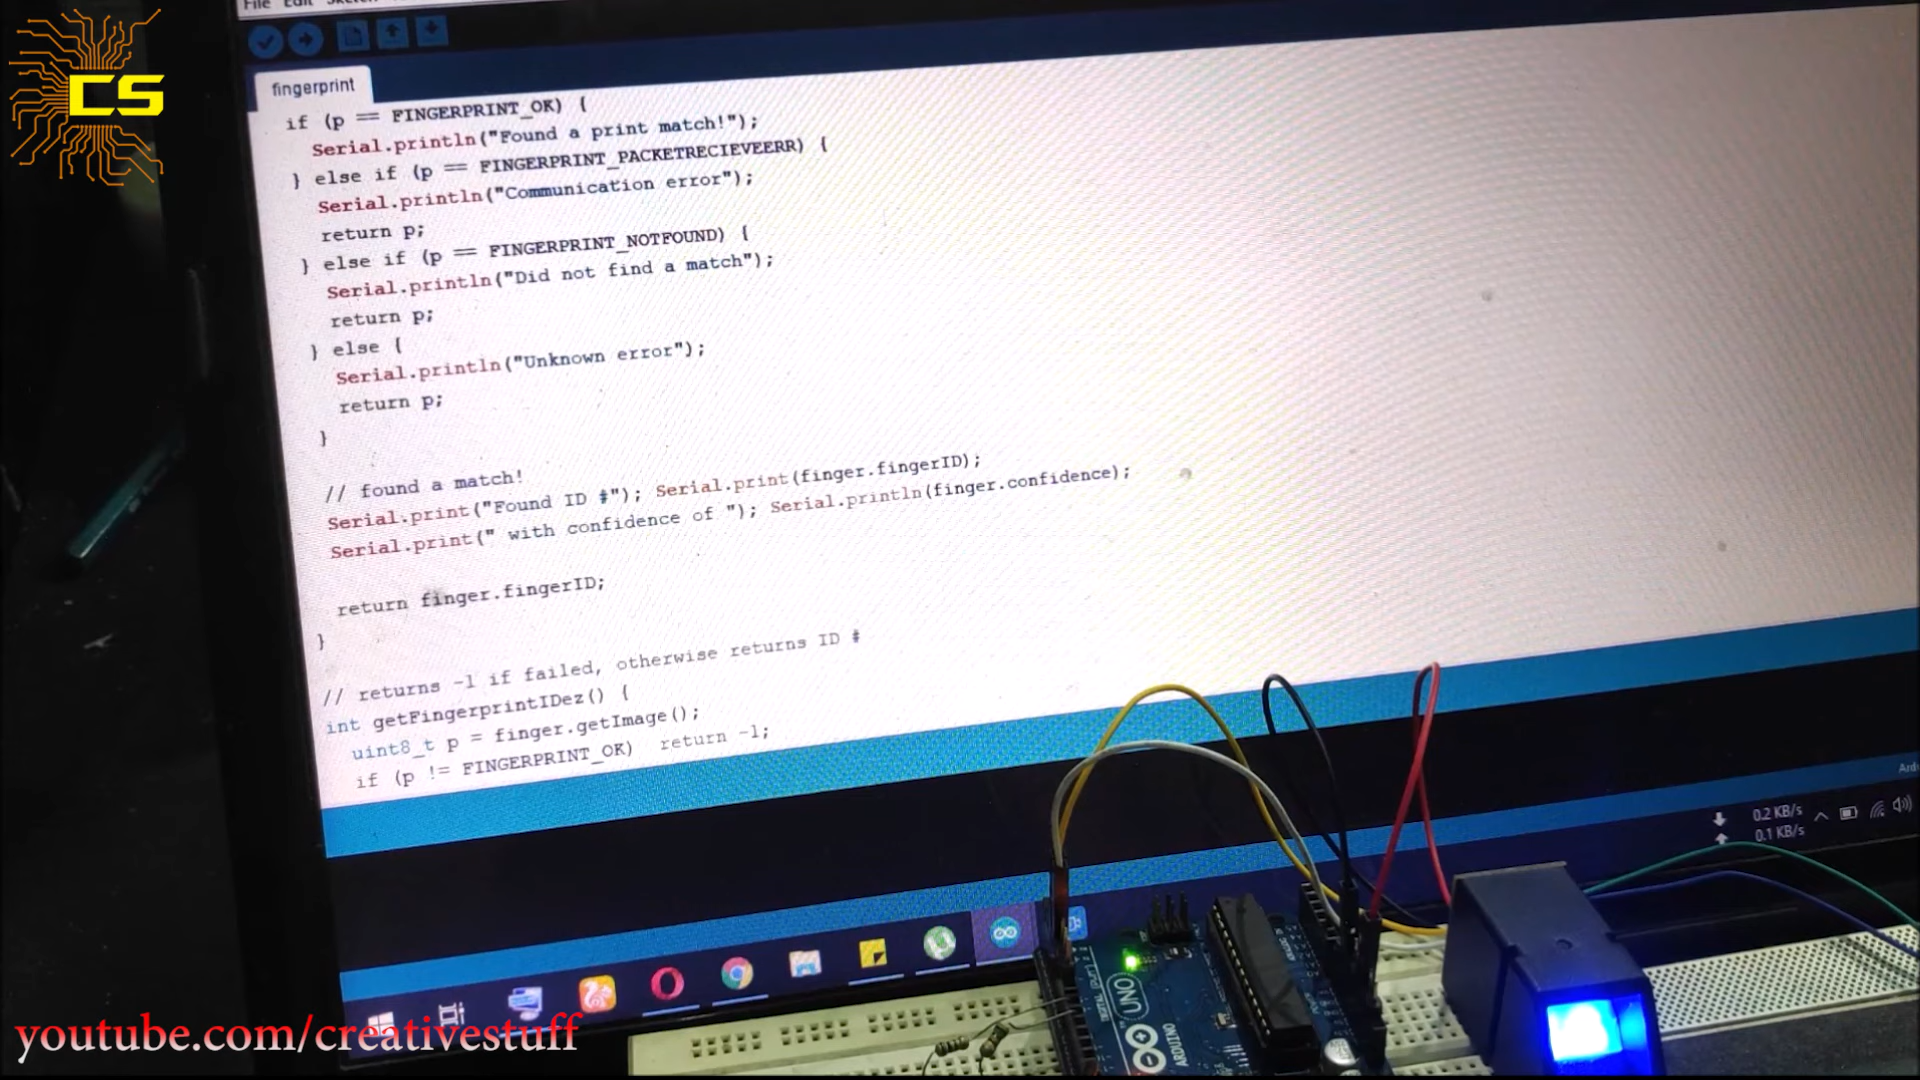 File Edit Sketch
CS
fingerprint
if (p == FINGERPRINT_OK) {
Serial.println("Found a print match!");
} else if (p == FINGERPRINT_PACKETRECIEVEERR) {
Serial.println("Communication error");
return p;
} else if (p == FINGERPRINT_NOTFOUND) {
Serial.println("Did not find a match");
return p;
} else {
Serial.println("Unknown error");
return p;
}
// found a match!
Serial.print("Found ID #"); Serial.print(finger.fingerID);
Serial.print(" with confidence of "); Serial.println(finger.confidence);
return finger.fingerID;
}
// returns -1 if failed, otherwise returns ID #
int getFingerprintIDez() {
uint8_t p = finger.getImage();
if (p != FINGERPRINT_OK) return -1;
0.2 KB/s
0.1 KB/s
UNO
ARDUINO
youtube.com/creativestuff